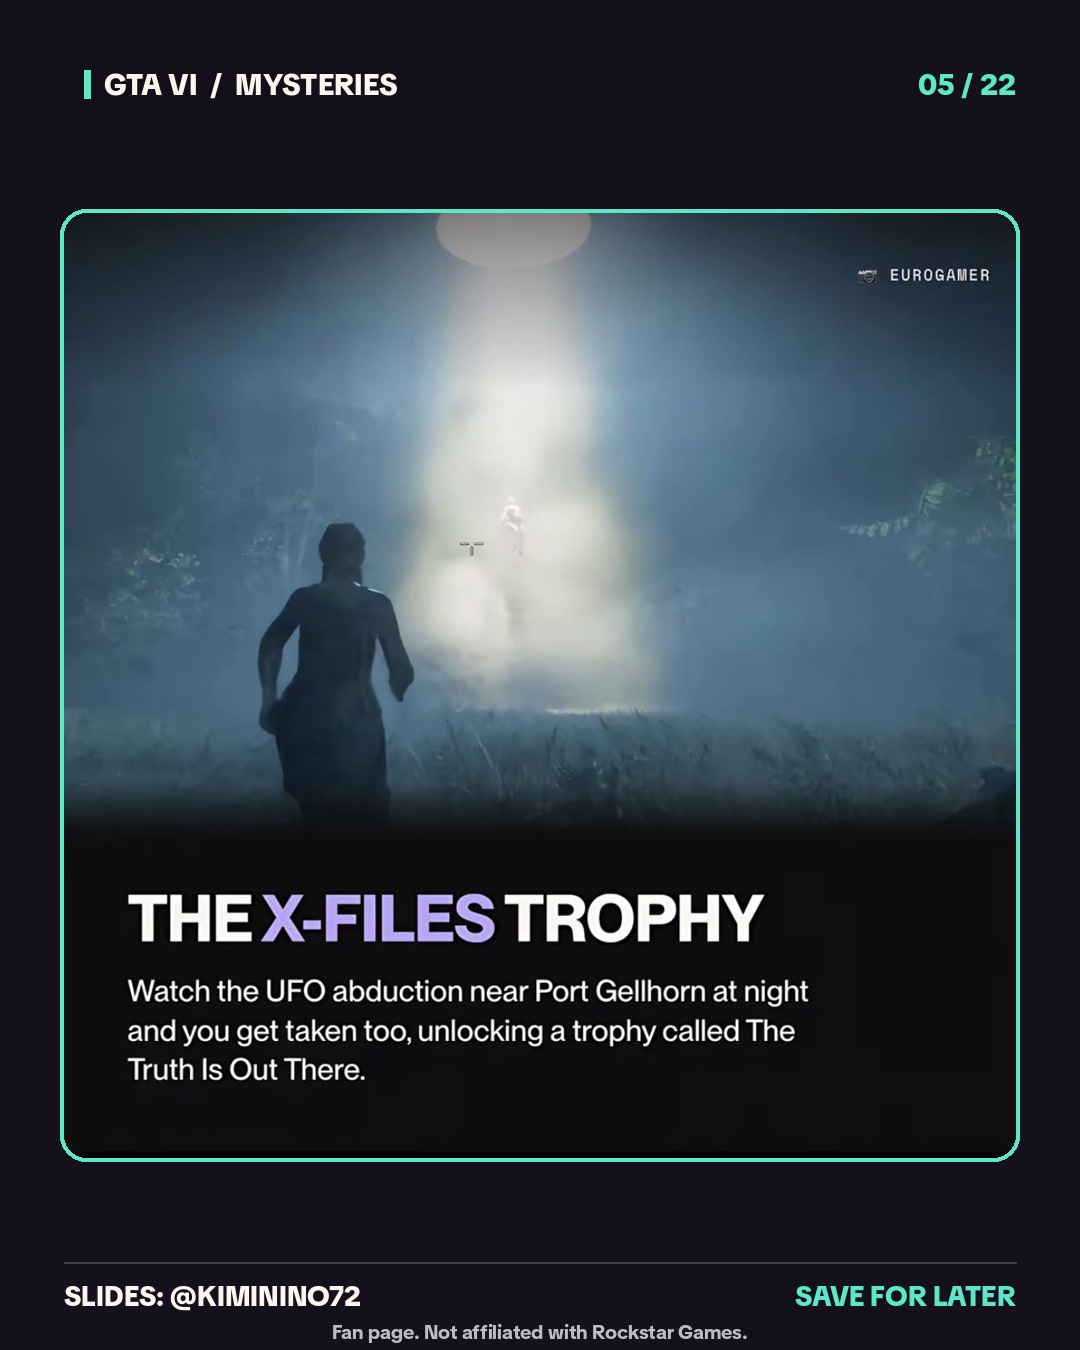 GTA VI / MYSTERIES
05 / 22
EUROGAMER
THE X-FILES TROPHY
Watch the UFO abduction near Port Gellhorn at night
and you get taken too, unlocking a trophy called The
Truth Is Out There.
SLIDES: @KIMININO72
SAVE FOR LATER
Fan page. Not affiliated with Rockstar Games.